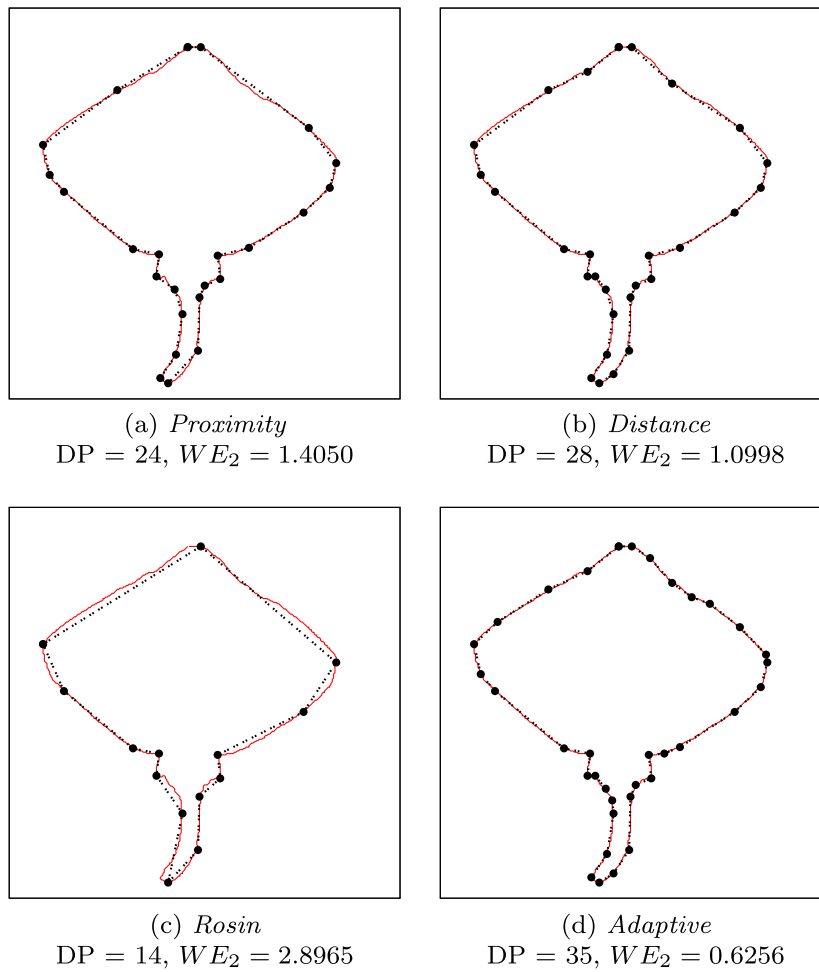 (a) Proximity
DP = 24, WE₂ = 1.4050
(b) Distance
DP = 28, WE₂ = 1.0998
(c) Rosin
DP = 14, WE₂ = 2.8965
(d) Adaptive
DP = 35, WE₂ = 0.6256